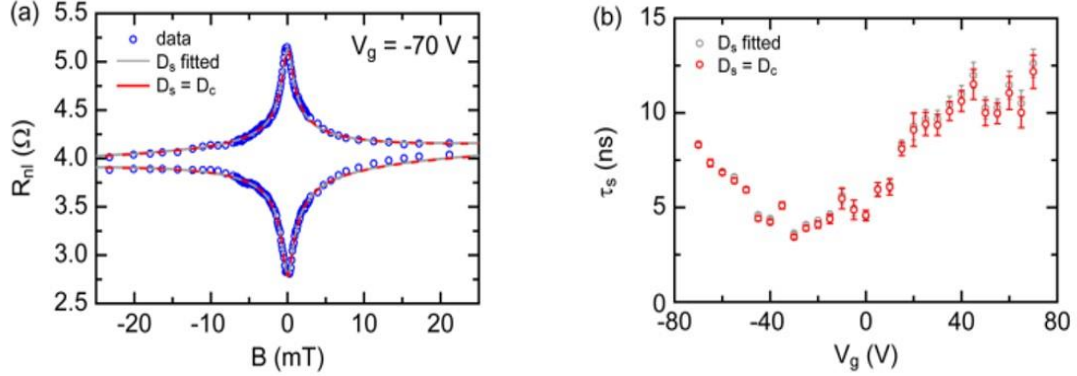 (a)
5.5
5.0
4.5
4.0
3.5
3.0
2.5
Rnl (Ω)
data
Ds fitted
Ds = Dc
Vg = -70 V
-20 -10 0 10 20
B (mT)
(b)
15
10
5
0
τs (ns)
Ds fitted
Ds = Dc
-80 -40 0 40 80
Vg (V)